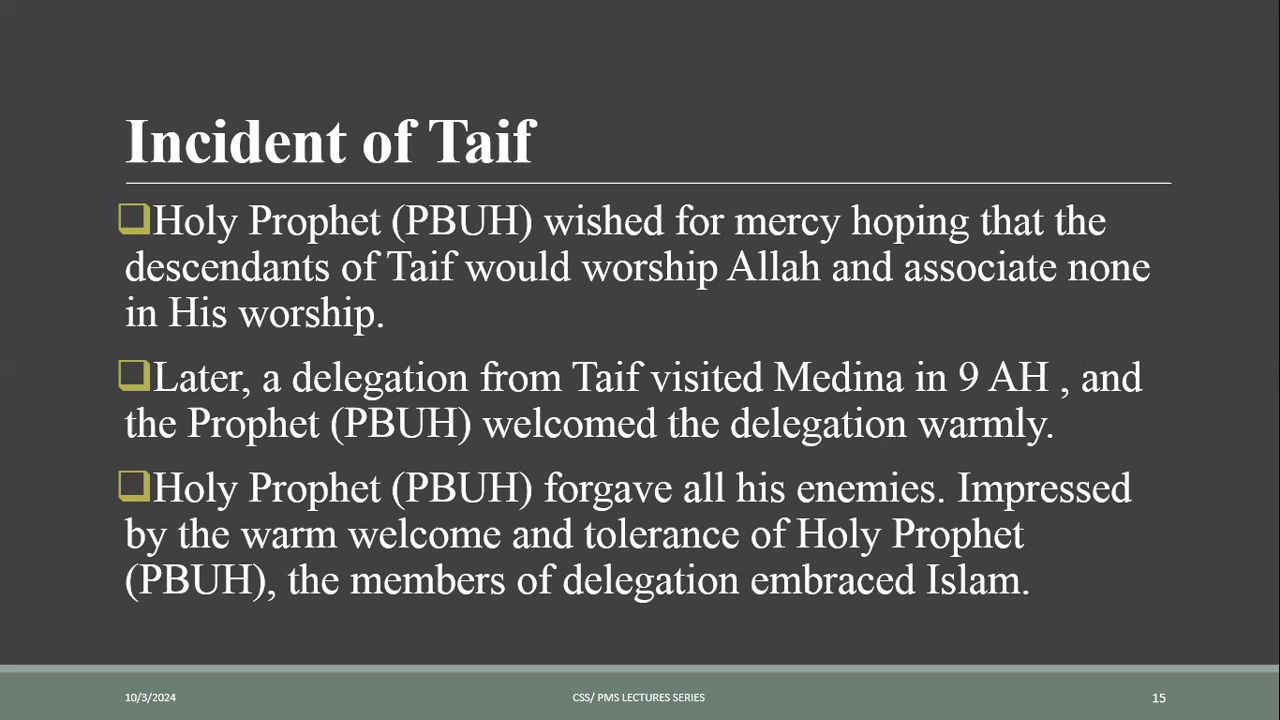 Incident of Taif
Holy Prophet (PBUH) wished for mercy hoping that the
descendants of Taif would worship Allah and associate none
in His worship.
Later, a delegation from Taif visited Medina in 9 AH , and
the Prophet (PBUH) welcomed the delegation warmly.
Holy Prophet (PBUH) forgave all his enemies. Impressed
by the warm welcome and tolerance of Holy Prophet
(PBUH), the members of delegation embraced Islam.
10/3/2024
CSS/ PMS LECTURES SERIES
15